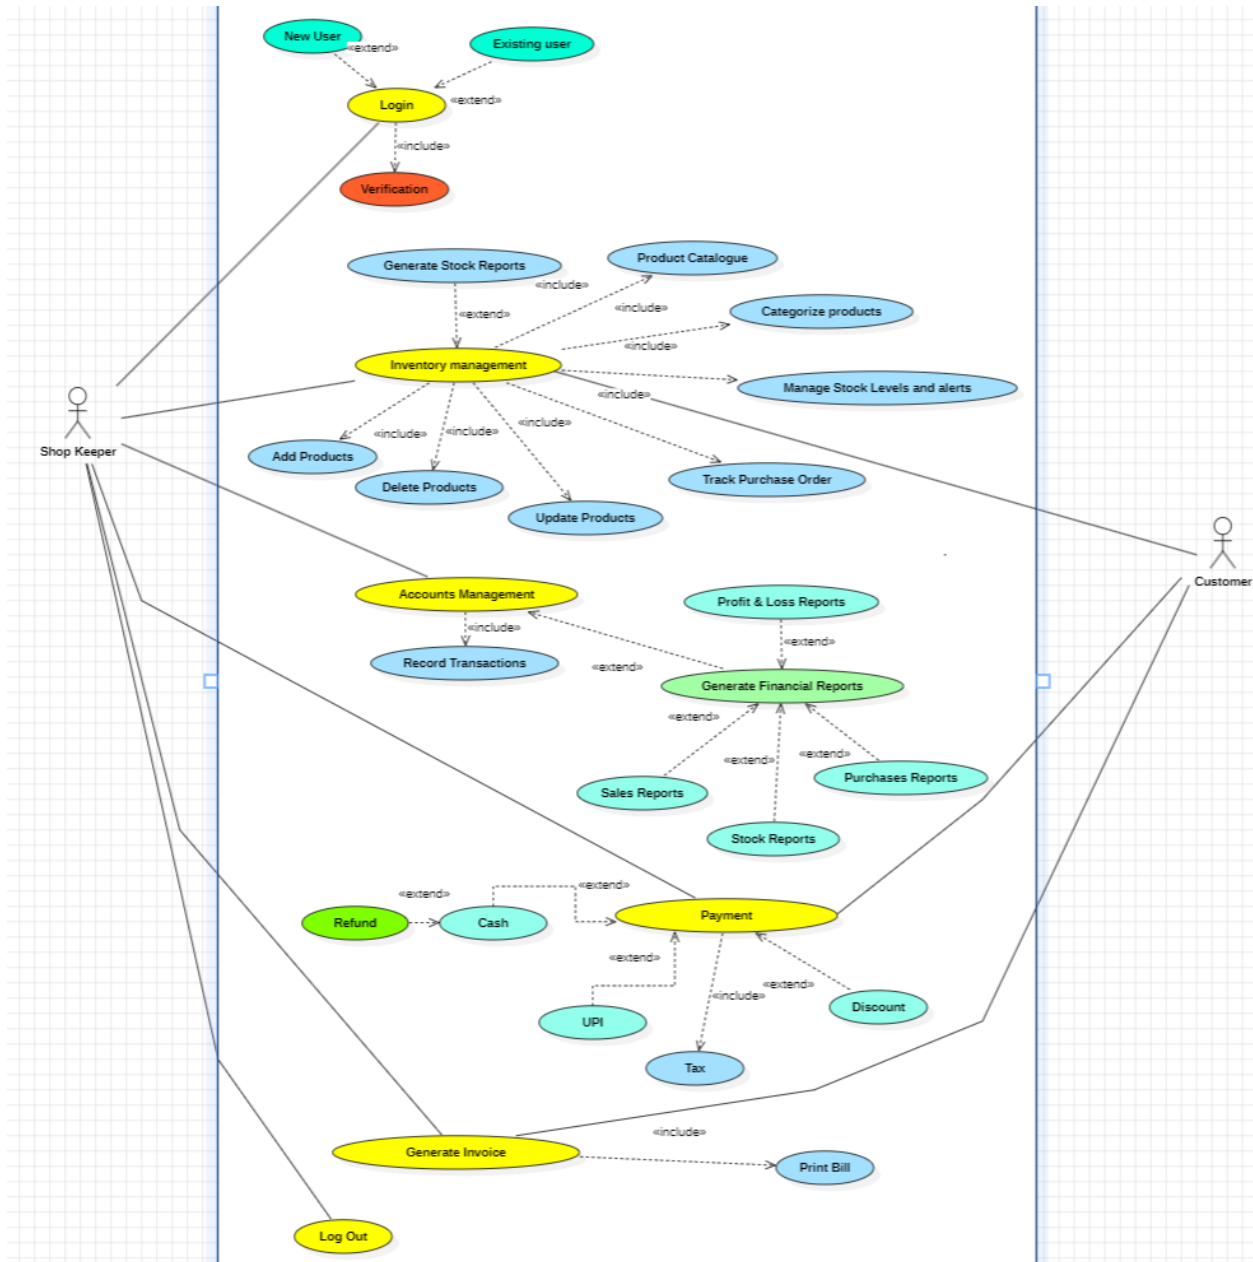 New User
«extend»
Existing user
Login
«extend»
«include»
Verification
Generate Stock Reports
Product Catalogue
«include»
«include»
Categorize products
«extend»
«include»
Inventory management
Manage Stock Levels and alerts
«include»
Shop Keeper
Add Products
«include»
«include»
«include»
Delete Products
Track Purchase Order
Update Products
Customer
Accounts Management
Profit & Loss Reports
«include»
«extend»
Record Transactions
«extend»
Generate Financial Reports
«extend»
«extend»
«extend»
Purchases Reports
Sales Reports
Stock Reports
«extend»
«extend»
Refund
Cash
Payment
«extend»
«extend»
«include»
Discount
UPI
Tax
«include»
Generate Invoice
Print Bill
Log Out